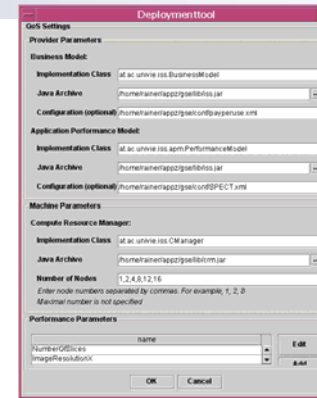 Deploymenttool
QoS Settings
Provider Parameters
Business Model:
Implementation Class at.ac.univie.iss.BusinessModel
Java Archive /home/rainer/appz/gse/lib/iss.jar
Configuration (optional) /home/rainer/appz/gse/conf/payperuse.xml
Application Performance Model:
Implementation Class at.ac.univie.iss.apm.PerformanceModel
Java Archive /home/rainer/appz/gse/lib/iss.jar
Configuration (optional) /home/rainer/appz/gse/conf/SPECT.xml
Machine Parameters
Compute Resource Manager:
Implementation Class at.ac.univie.iss.CManager
Java Archive /home/rainer/appz/gse/lib/crm.jar
Number of Nodes 1,2,4,8,12,16
Enter node numbers separated by commas. For example, 1, 2, 8
Maximal number is not specified
Performance Parameters
name
NumberOfSlices
ImageResolutionX
Edit
Add
OK Cancel